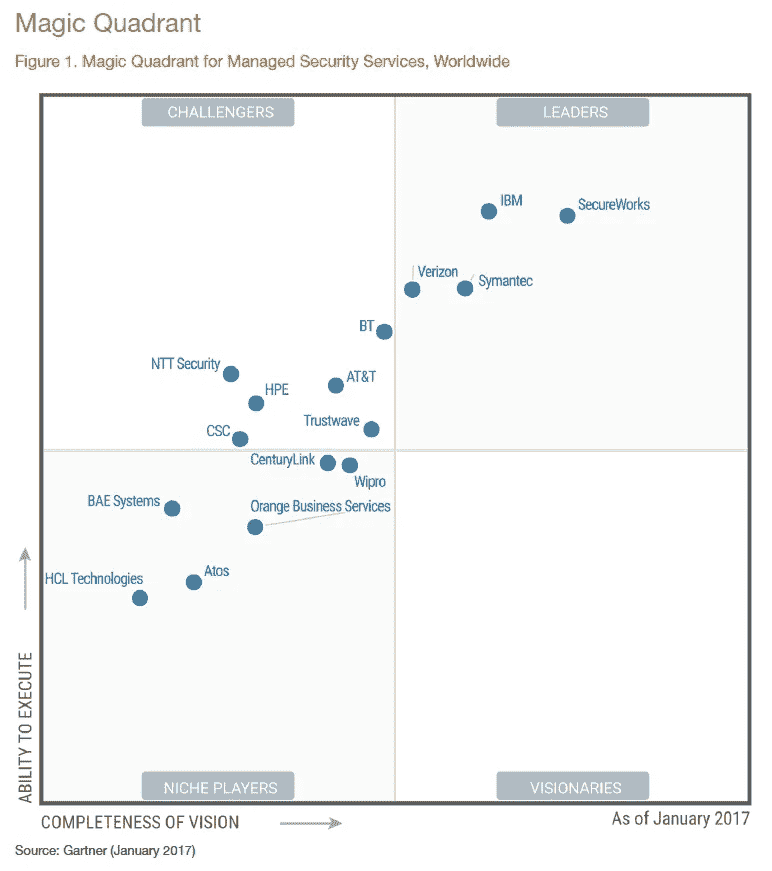 Magic Quadrant
Figure 1. Magic Quadrant for Managed Security Services, Worldwide
CHALLENGERS
LEADERS
IBM
SecureWorks
Verizon
Symantec
BT
NTT Security
AT&T
HPE
Trustwave
CSC
CenturyLink
Wipro
BAE Systems
Orange Business Services
Atos
HCL Technologies
ABILITY TO EXECUTE
NICHE PLAYERS
VISIONARIES
COMPLETENESS OF VISION
As of January 2017
Source: Gartner (January 2017)